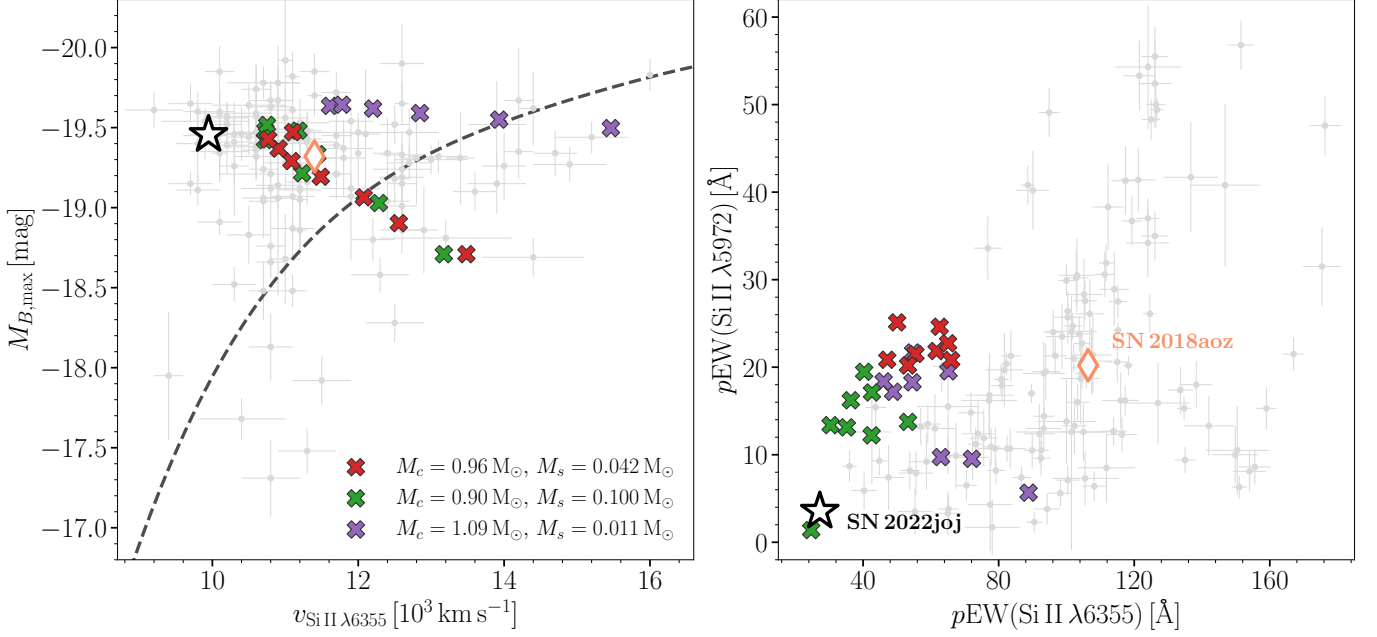 −20.0
−19.5
−19.0
−18.5
−18.0
−17.5
−17.0
M_{B,max} [mag]
M_c = 0.96 M_⊙, M_s = 0.042 M_⊙
M_c = 0.90 M_⊙, M_s = 0.100 M_⊙
M_c = 1.09 M_⊙, M_s = 0.011 M_⊙
10 12 14 16
v_{Si II λ6355} [10^3 km s^{−1}]
60
50
40
30
20
10
0
pEW(Si II λ5972) [Å]
SN 2018aoz
SN 2022joj
40 80 120 160
pEW(Si II λ6355) [Å]